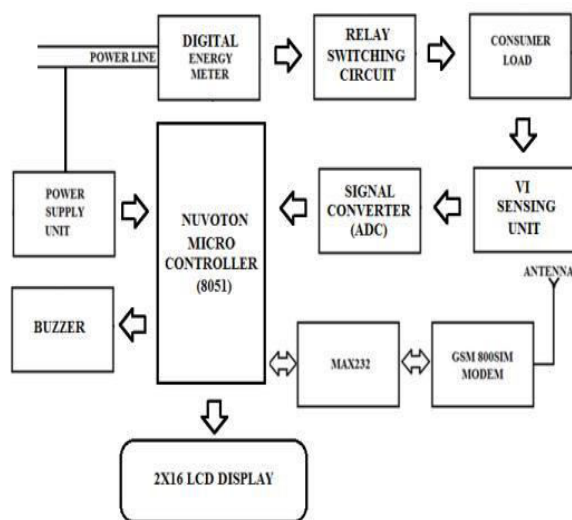 POWER LINE
DIGITAL
ENERGY
METER
RELAY
SWITCHING
CIRCUIT
CONSUMER
LOAD
POWER
SUPPLY
UNIT
NUVOTON
MICRO
CONTROLLER
(8051)
SIGNAL
CONVERTER
(ADC)
VI
SENSING
UNIT
ANTENNA
BUZZER
MAX232
GSM 800SIM
MODEM
2X16 LCD DISPLAY